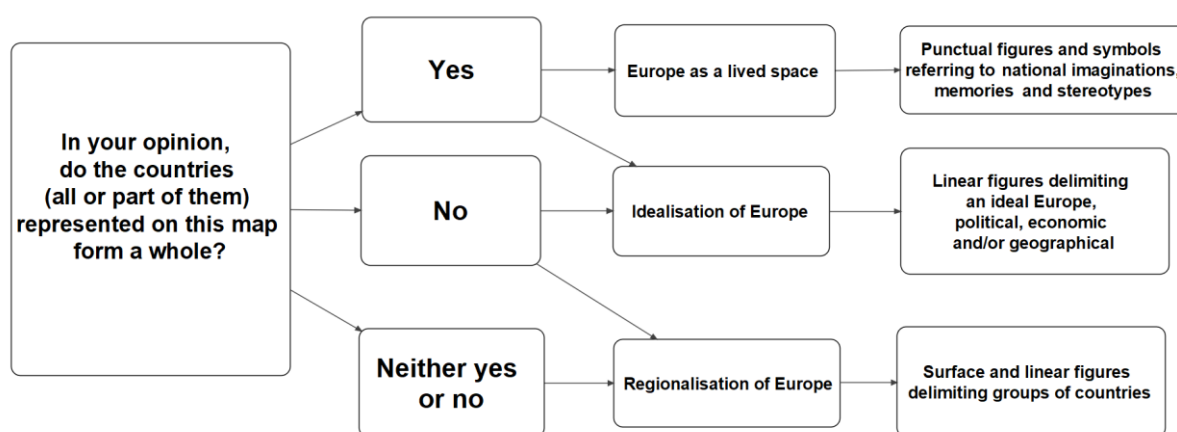 In your opinion,
do the countries
(all or part of them)
represented on this map
form a whole?
Yes
No
Neither yes
or no
Europe as a lived space
Idealisation of Europe
Regionalisation of Europe
Punctual figures and symbols
referring to national imaginations,
memories and stereotypes
Linear figures delimiting
an ideal Europe,
political, economic
and/or geographical
Surface and linear figures
delimiting groups of countries